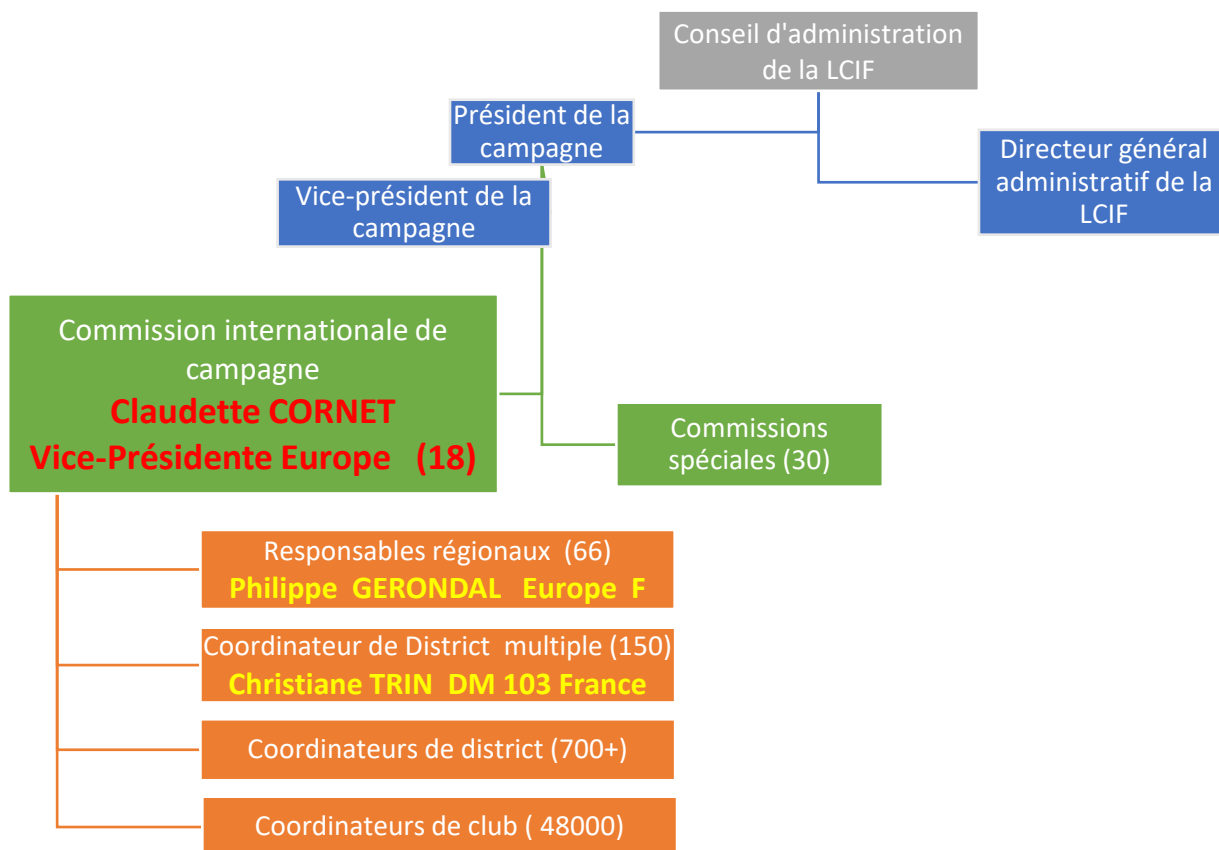 Conseil d'administration
de la LCIF
Président de la
campagne
Directeur général
administratif de la
LCIF
Vice-président de la
campagne
Commission internationale de
campagne
Claudette CORNET
Vice-Présidente Europe (18)
Commissions
spéciales (30)
Responsables régionaux (66)
Philippe GERONDAL Europe F
Coordinateur de District multiple (150)
Christiane TRIN DM 103 France
Coordinateurs de district (700+)
Coordinateurs de club ( 48000)